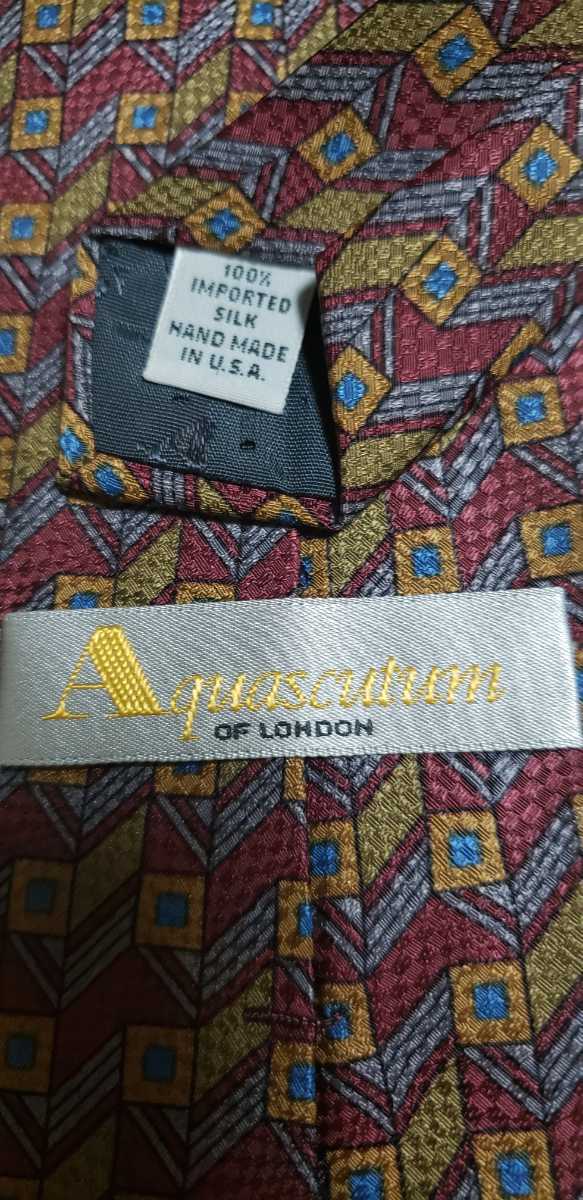 100%
IMPORTED
SILK
HAND MADE
IN U.S.A.
Aquascutum
OF LONDON